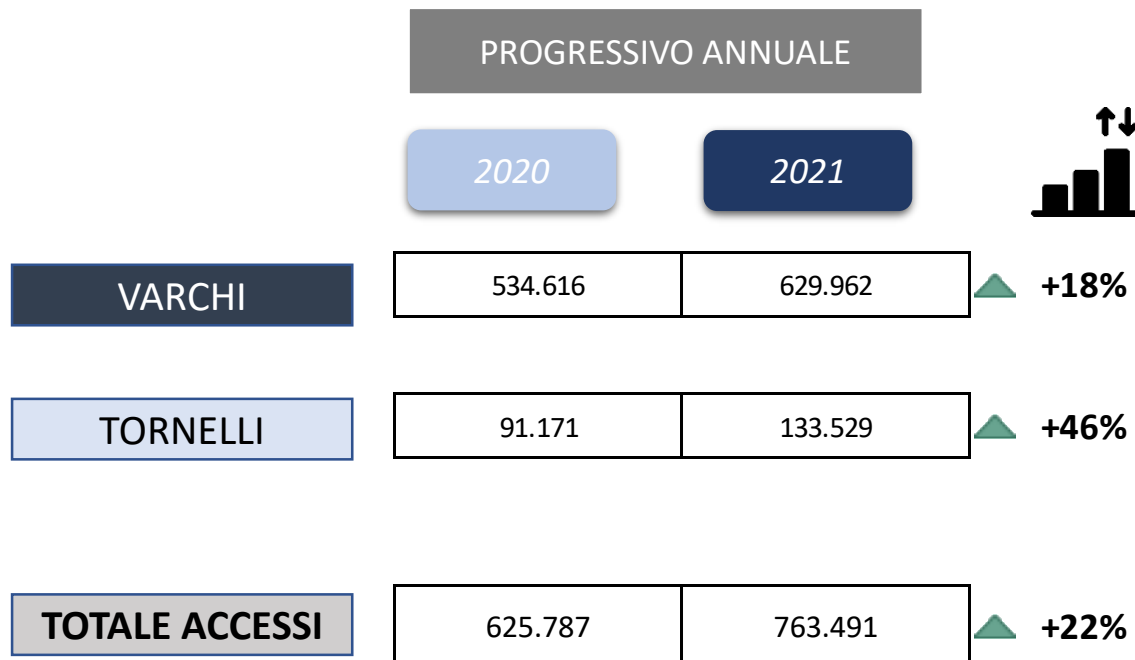 PROGRESSIVO ANNUALE
2020 2021
VARCHI 534.616 629.962 +18%
TORNELLI 91.171 133.529 +46%
TOTALE ACCESSI 625.787 763.491 +22%